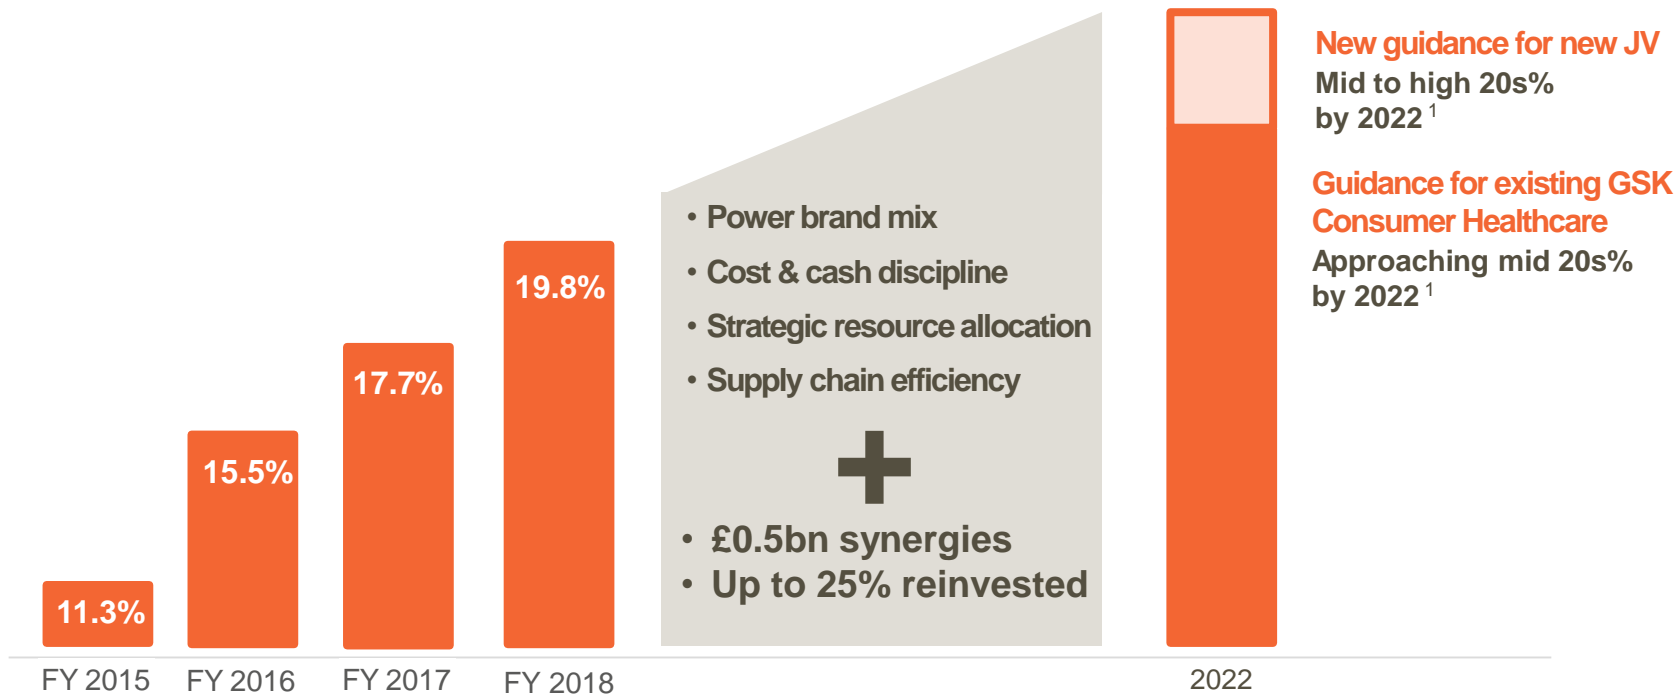 11.3%
15.5%
17.7%
19.8%
FY 2015
FY 2016
FY 2017
FY 2018
• Power brand mix
• Cost & cash discipline
• Strategic resource allocation
• Supply chain efficiency
+
• £0.5bn synergies
• Up to 25% reinvested
2022
New guidance for new JV
Mid to high 20s%
by 2022 1
Guidance for existing GSK
Consumer Healthcare
Approaching mid 20s%
by 2022 1